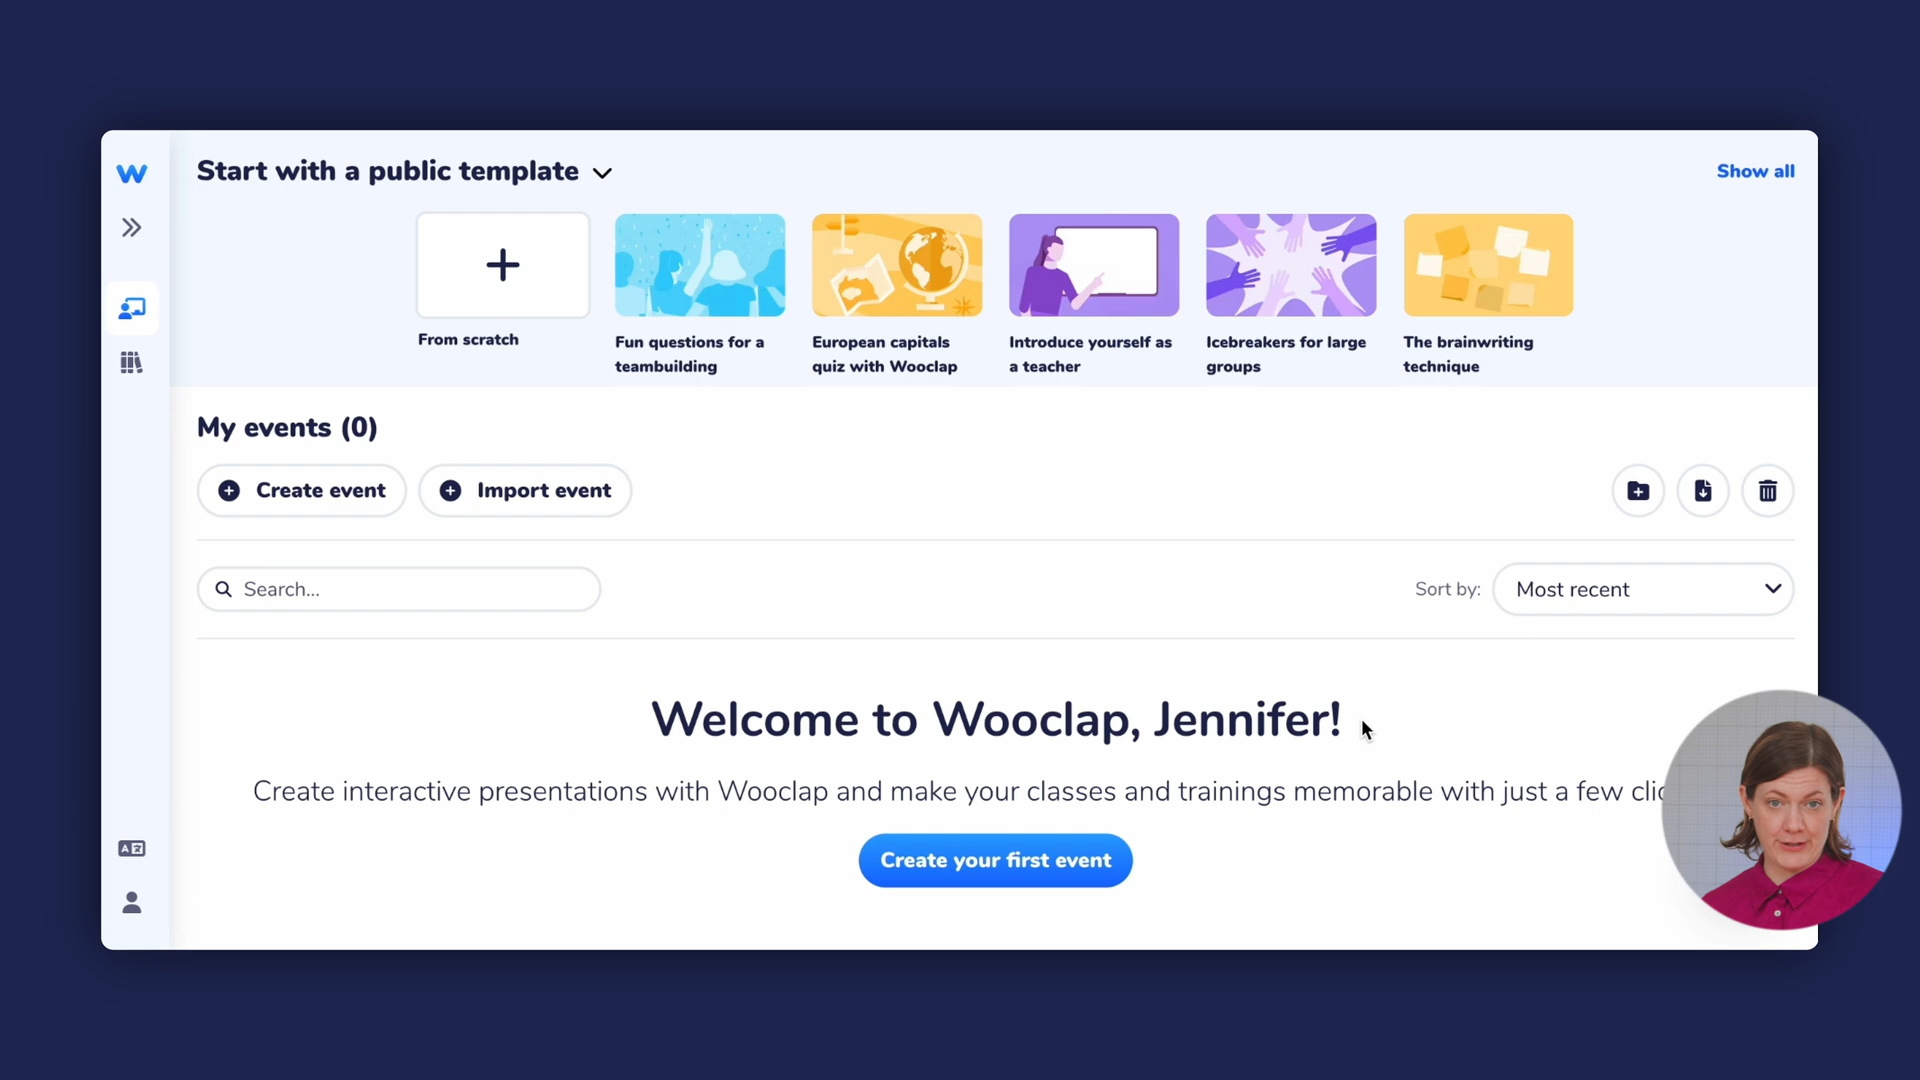 Start with a public template
Show all
From scratch
Fun questions for a
teambuilding
European capitals
quiz with Wooclap
Introduce yourself as
a teacher
Icebreakers for large
groups
The brainwriting
technique
My events (0)
Create event
Import event
Search...
Sort by:
Most recent
Welcome to Wooclap, Jennifer!
Create interactive presentations with Wooclap and make your classes and trainings memorable with just a few clic
Create your first event